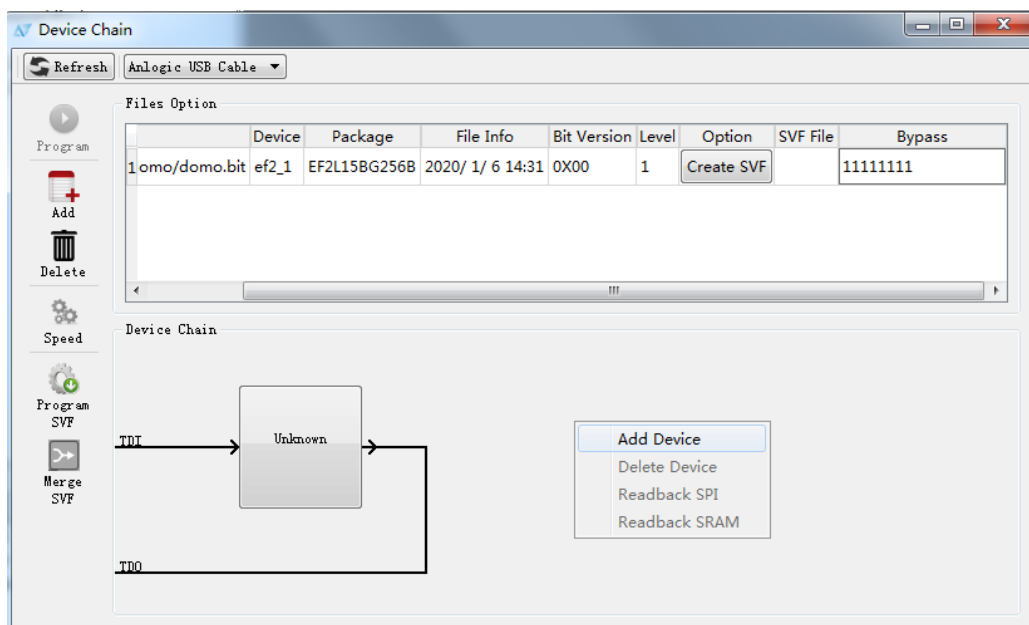 Device Chain
Refresh Anlogic USB Cable
Program
Add
Delete
Speed
Program
SVF
Merge
SVF
Files Option
Device Package File Info Bit Version Level Option SVF File Bypass
1 omo/domo.bit ef2_1 EF2L15BG256B 2020/ 1/ 6 14:31 0X00 1 Create SVF 11111111
Device Chain
TDI
Unknown
TDO
Add Device
Delete Device
Readback SPI
Readback SRAM